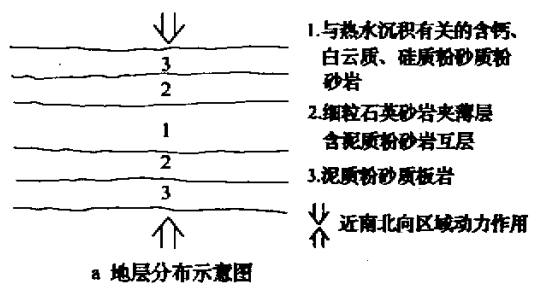 3
2
1
2
3
1.与热水沉积有关的含钙、
白云质、硅质粉砂质粉
砂岩
2.细粒石英砂岩夹薄层
含泥质粉砂岩互层
3.泥质粉砂质板岩
近南北向区域动力作用
a 地层分布示意图